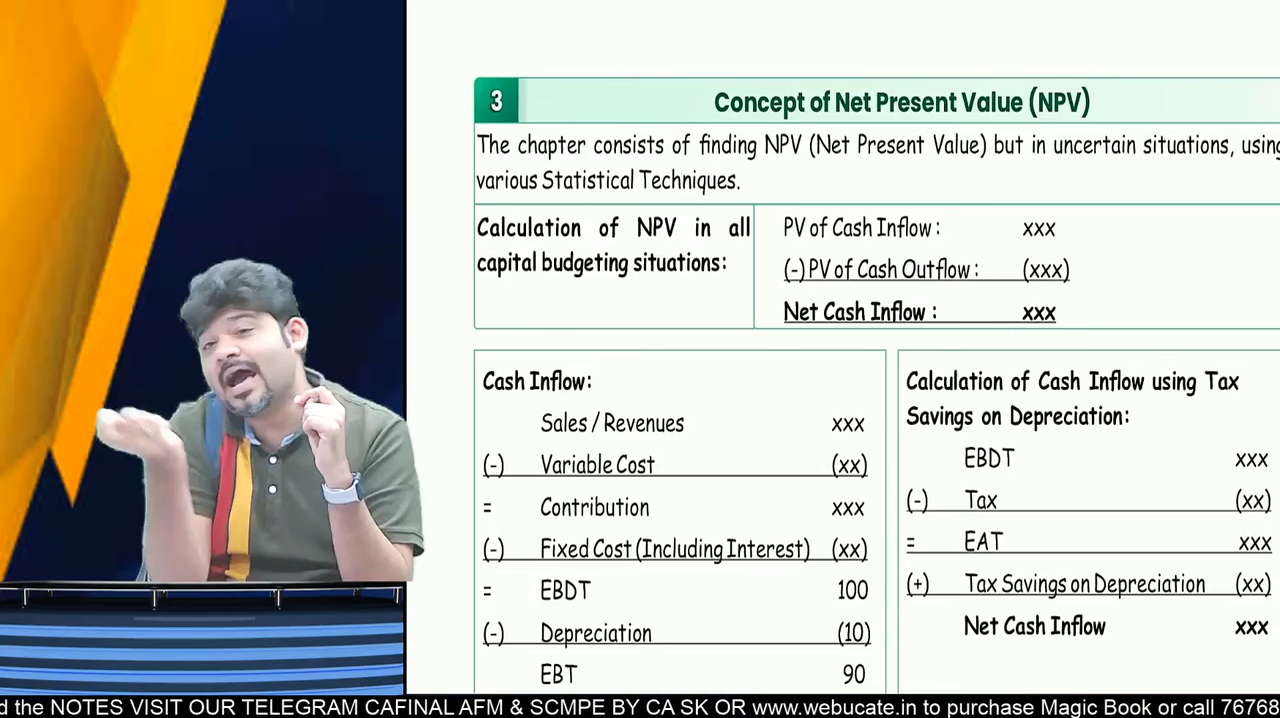 3
Concept of Net Present Value (NPV)
The chapter consists of finding NPV (Net Present Value) but in uncertain situations, using
various Statistical Techniques.
Calculation of NPV in all
capital budgeting situations:
PV of Cash Inflow : xxx
(-) PV of Cash Outflow : (xxx)
Net Cash Inflow : xxx
Cash Inflow:
Sales / Revenues xxx
(-) Variable Cost (xx)
= Contribution xxx
(-) Fixed Cost (Including Interest) (xx)
= EBDT 100
(-) Depreciation (10)
EBT 90
Calculation of Cash Inflow using Tax
Savings on Depreciation:
EBDT xxx
(-) Tax (xx)
= EAT xxx
(+) Tax Savings on Depreciation (xx)
Net Cash Inflow xxx
d the NOTES VISIT OUR TELEGRAM CAFINAL AFM & SCMPE BY CA SK OR www.webucate.in to purchase Magic Book or call 76768